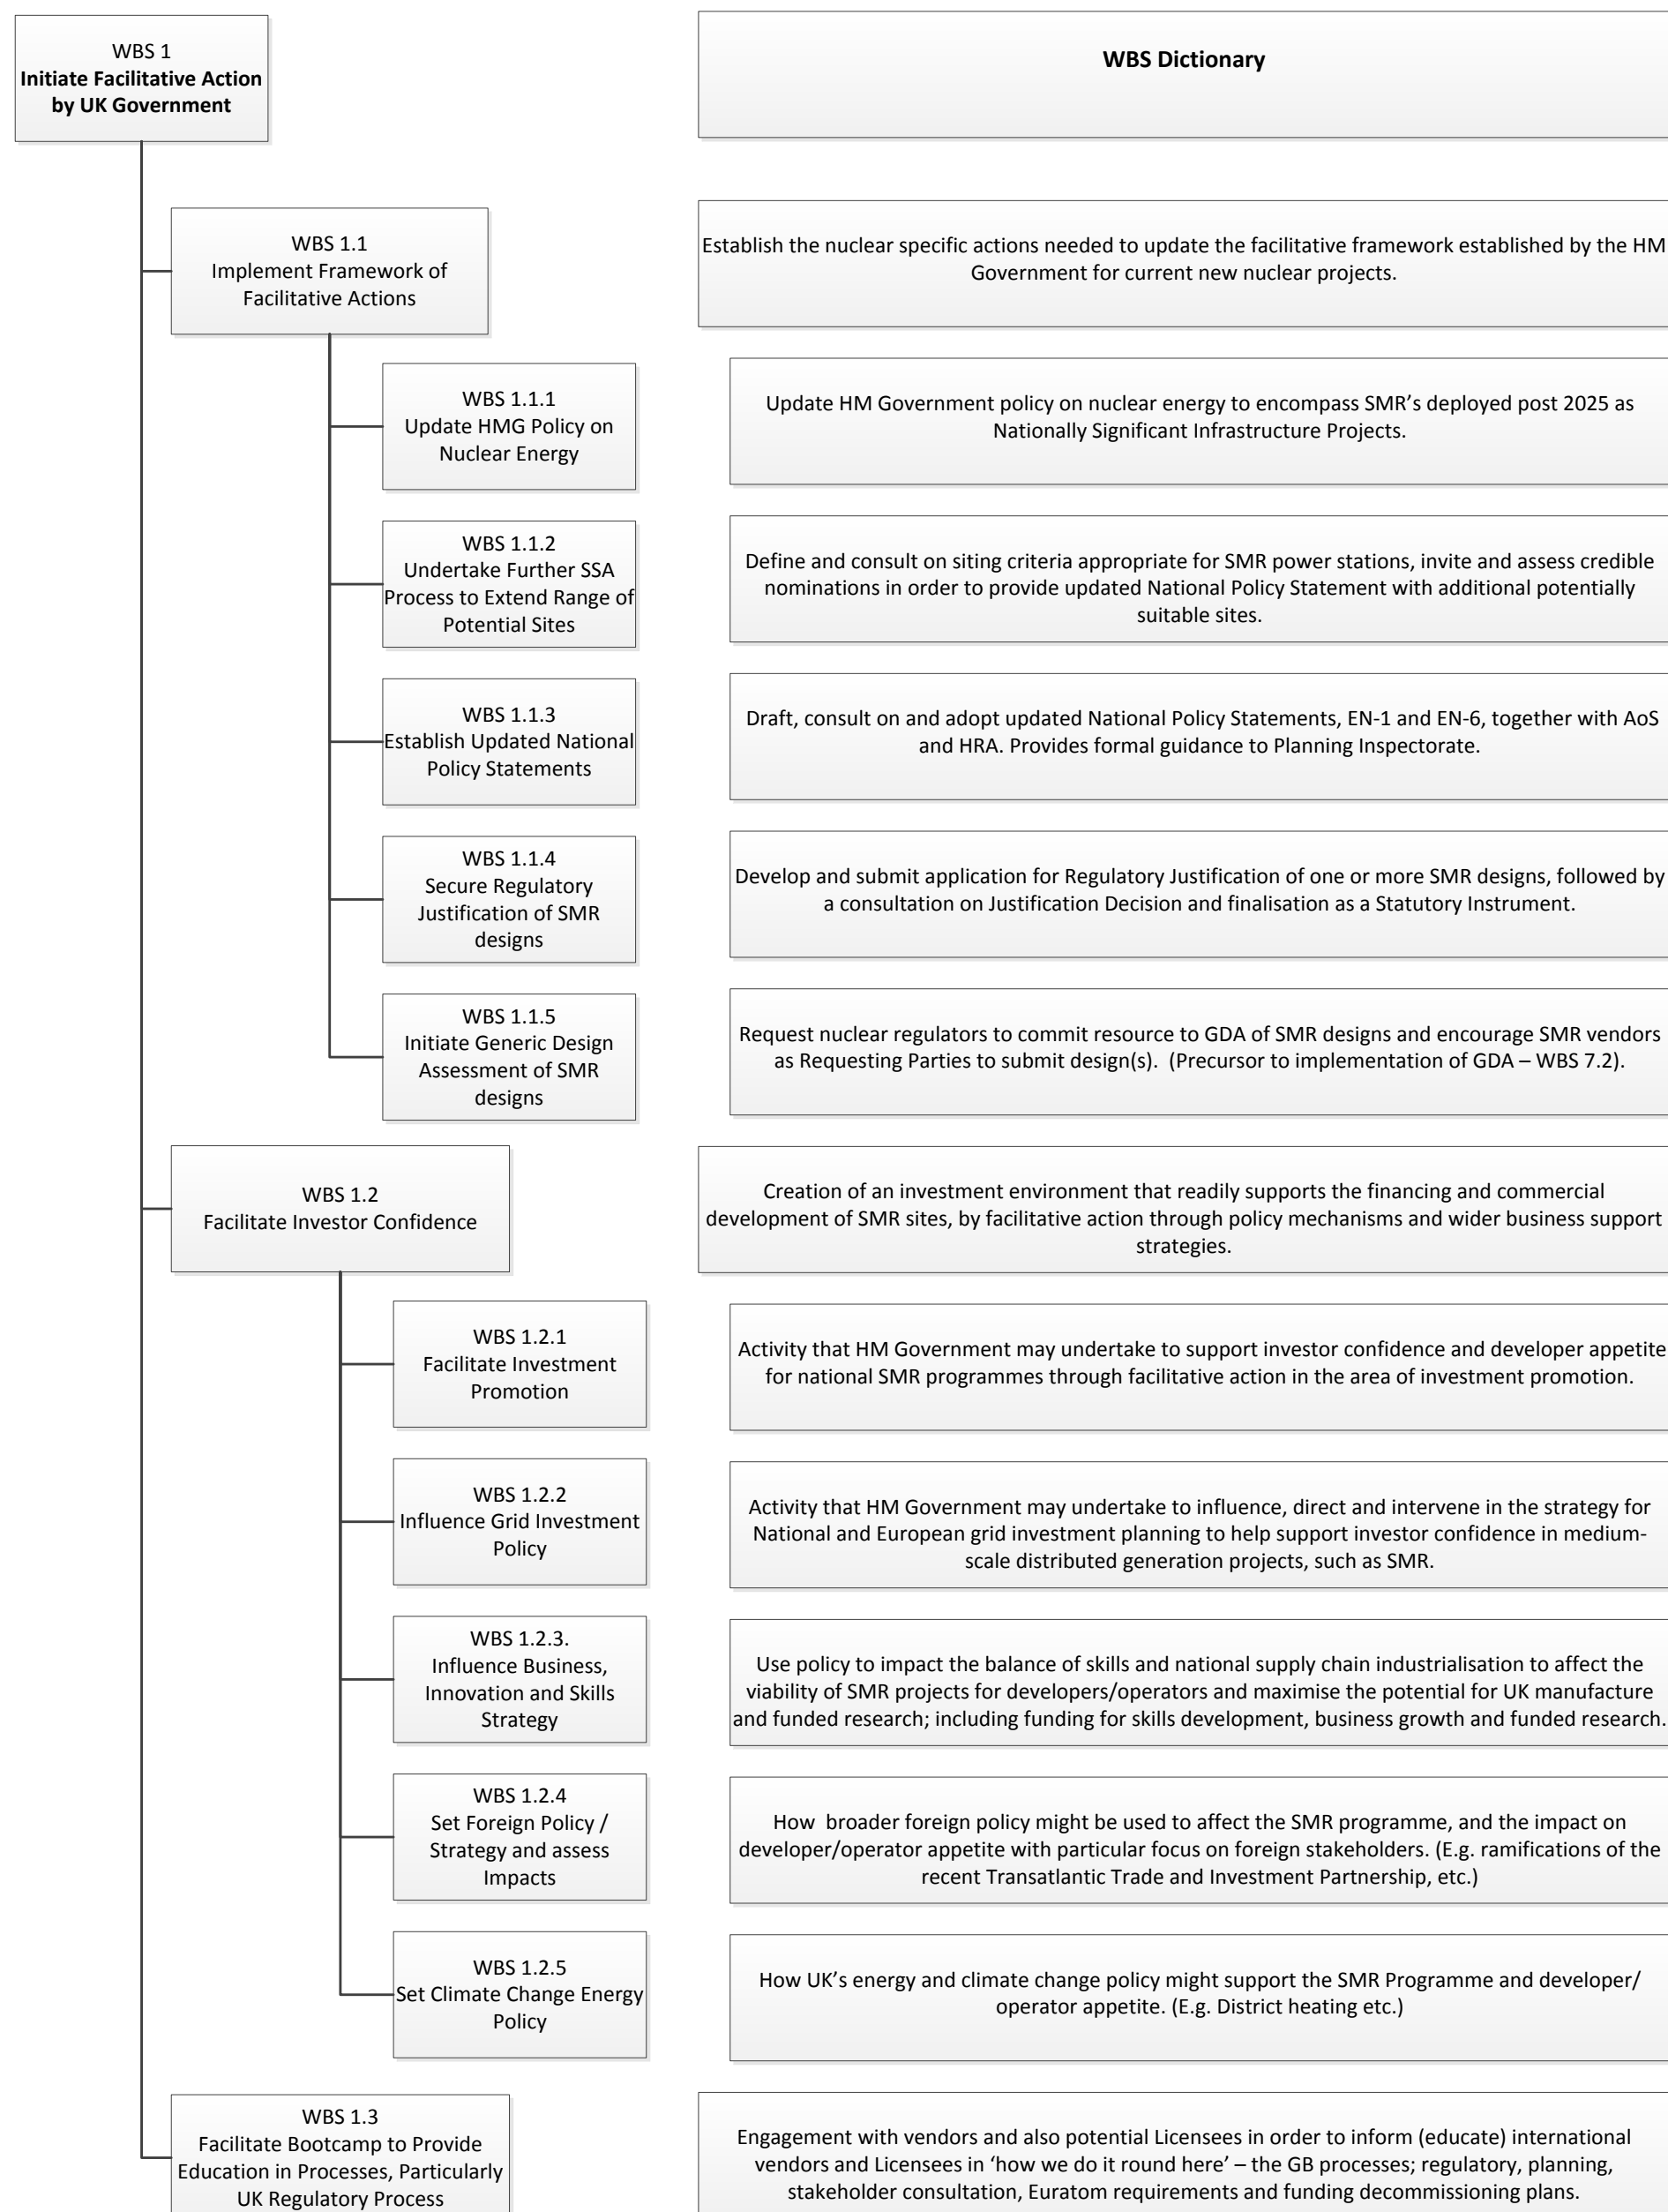 WBS 1
Initiate Facilitative Action
by UK Government
WBS Dictionary
WBS 1.1
Implement Framework of
Facilitative Actions
Establish the nuclear specific actions needed to update the facilitative framework established by the HM
Government for current new nuclear projects.
WBS 1.1.1
Update HMG Policy on
Nuclear Energy
Update HM Government policy on nuclear energy to encompass SMR’s deployed post 2025 as
Nationally Significant Infrastructure Projects.
WBS 1.1.2
Undertake Further SSA
Process to Extend Range of
Potential Sites
Define and consult on siting criteria appropriate for SMR power stations, invite and assess credible
nominations in order to provide updated National Policy Statement with additional potentially
suitable sites.
WBS 1.1.3
Establish Updated National
Policy Statements
Draft, consult on and adopt updated National Policy Statements, EN-1 and EN-6, together with AoS
and HRA. Provides formal guidance to Planning Inspectorate.
WBS 1.1.4
Secure Regulatory
Justification of SMR
designs
Develop and submit application for Regulatory Justification of one or more SMR designs, followed by
a consultation on Justification Decision and finalisation as a Statutory Instrument.
WBS 1.1.5
Initiate Generic Design
Assessment of SMR
designs
Request nuclear regulators to commit resource to GDA of SMR designs and encourage SMR vendors
as Requesting Parties to submit design(s).  (Precursor to implementation of GDA – WBS 7.2).
WBS 1.2
Facilitate Investor Confidence
Creation of an investment environment that readily supports the financing and commercial
development of SMR sites, by facilitative action through policy mechanisms and wider business support
strategies.
WBS 1.2.1
Facilitate Investment
Promotion
Activity that HM Government may undertake to support investor confidence and developer appetite
for national SMR programmes through facilitative action in the area of investment promotion.
WBS 1.2.2
Influence Grid Investment
Policy
Activity that HM Government may undertake to influence, direct and intervene in the strategy for
National and European grid investment planning to help support investor confidence in medium-
scale distributed generation projects, such as SMR.
WBS 1.2.3.
Influence Business,
Innovation and Skills
Strategy
Use policy to impact the balance of skills and national supply chain industrialisation to affect the
viability of SMR projects for developers/operators and maximise the potential for UK manufacture
and funded research; including funding for skills development, business growth and funded research.
WBS 1.2.4
Set Foreign Policy /
Strategy and assess
Impacts
How  broader foreign policy might be used to affect the SMR programme, and the impact on
developer/operator appetite with particular focus on foreign stakeholders. (E.g. ramifications of the
recent Transatlantic Trade and Investment Partnership, etc.)
WBS 1.2.5
Set Climate Change Energy
Policy
How UK’s energy and climate change policy might support the SMR Programme and developer/
operator appetite. (E.g. District heating etc.)
WBS 1.3
Facilitate Bootcamp to Provide
Education in Processes, Particularly
UK Regulatory Process
Engagement with vendors and also potential Licensees in order to inform (educate) international
vendors and Licensees in ‘how we do it round here’ – the GB processes; regulatory, planning,
stakeholder consultation, Euratom requirements and funding decommissioning plans.